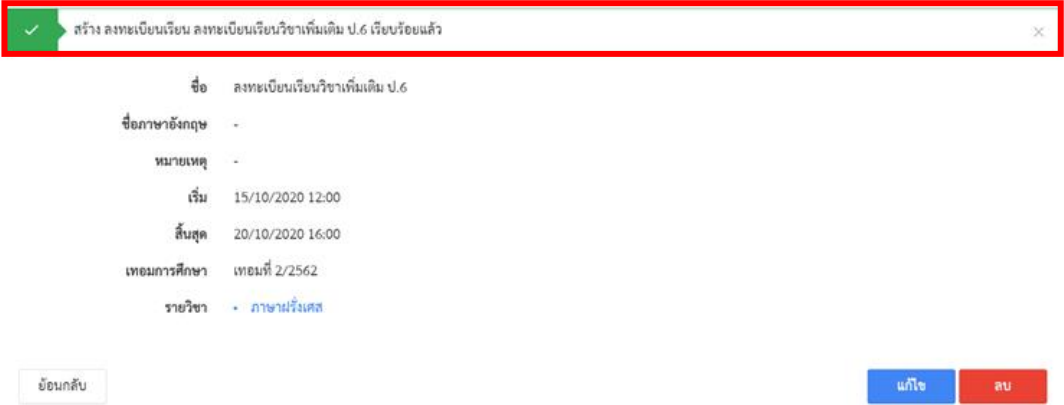 สร้าง ลงทะเบียนเรียน ลงทะเบียนเรียนวิชาเพิ่มเติม ป.6 เรียบร้อยแล้ว
ชื่อ ลงทะเบียนเรียนวิชาเพิ่มเติม ป.6
ชื่อภาษาอังกฤษ -
หมายเหตุ -
เริ่ม 15/10/2020 12:00
สิ้นสุด 20/10/2020 16:00
เทอมการศึกษา เทอมที่ 2/2562
รายวิชา • ภาษาฝรั่งเศส
ย้อนกลับ แก้ไข ลบ